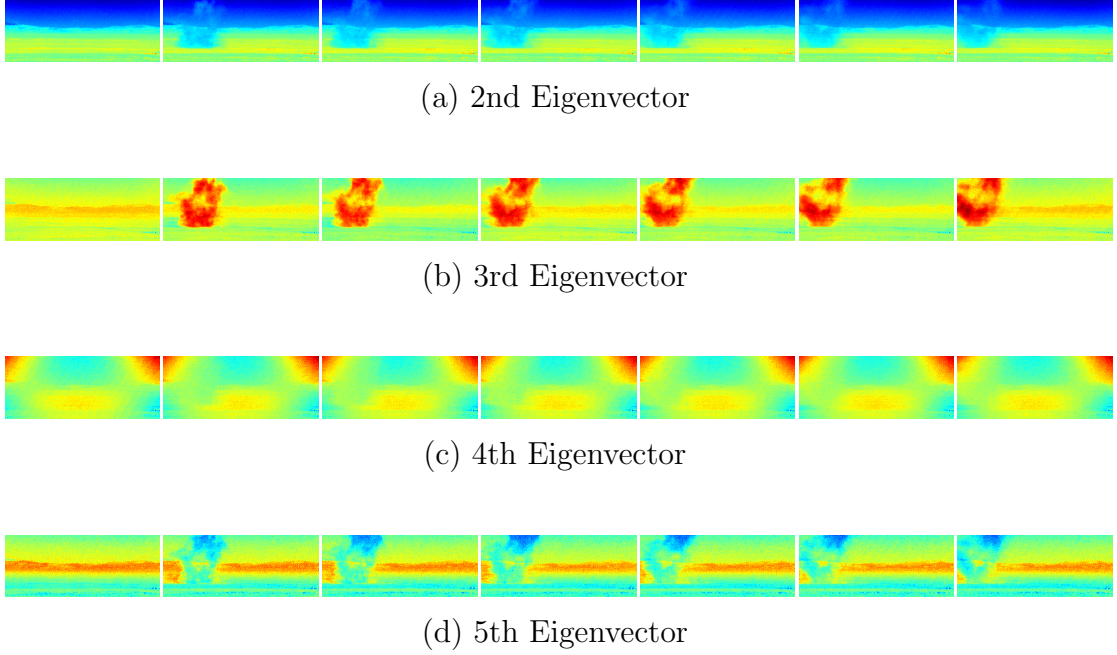 (a) 2nd Eigenvector
(b) 3rd Eigenvector
(c) 4th Eigenvector
(d) 5th Eigenvector